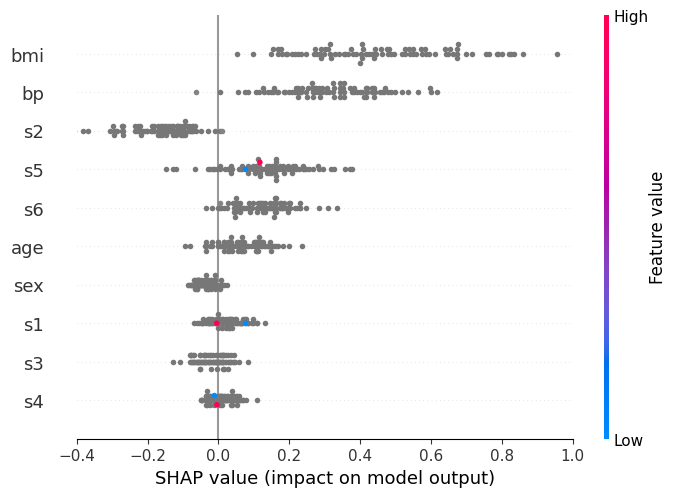 High
bmi
bp
s2
s5
s6
age
sex
s1
s3
s4
Feature value
Low
−0.4 −0.2 0.0 0.2 0.4 0.6 0.8 1.0
SHAP value (impact on model output)